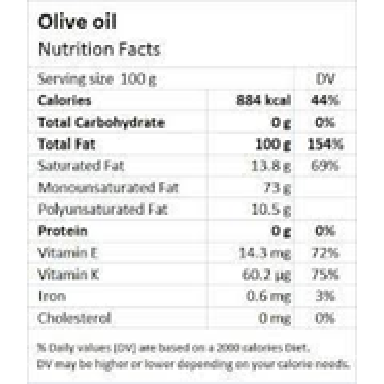 Olive oil
Nutrition Facts
Serving size 100 g DV
Calories 884 kcal 44%
Total Carbohydrate 0 g 0%
Total Fat 100 g 154%
Saturated Fat 13.8 g 69%
Monounsaturated Fat 73 g
Polyunsaturated Fat 10.5 g
Protein 0 g 0%
Vitamin E 14.3 mg 72%
Vitamin K 60.2 µg 75%
Iron 0.6 mg 3%
Cholesterol 0 mg 0%
% Daily values (DV) are based on a 2000 calories Diet.
DV may be higher or lower depending on your calorie needs.